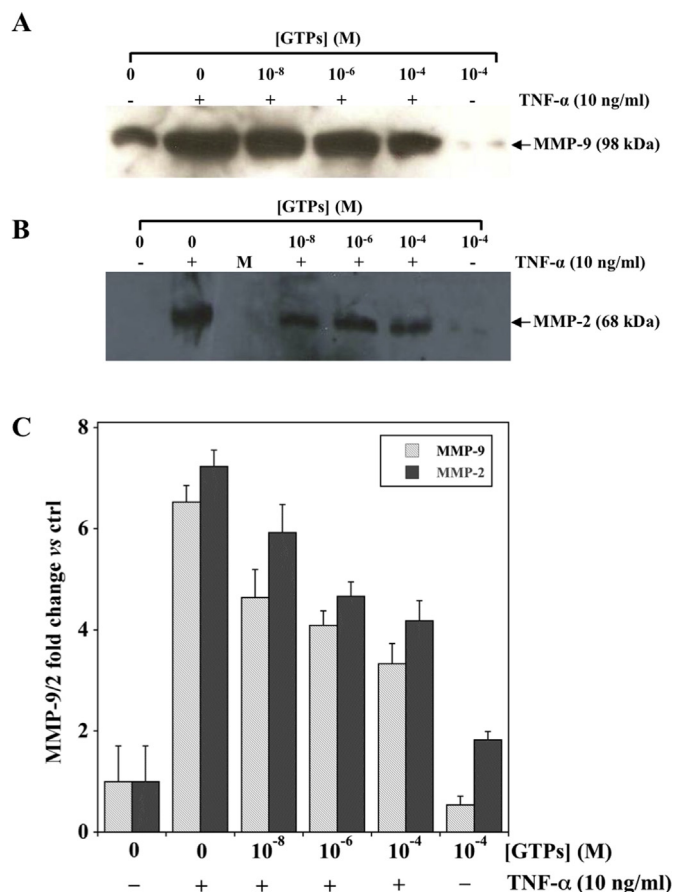 A
[GTPs] (M)
0 0 10⁻⁸ 10⁻⁶ 10⁻⁴ 10⁻⁴
- + + + + - TNF-α (10 ng/ml)
MMP-9 (98 kDa)
[GTPs] (M)
B
0 0 10⁻⁸ 10⁻⁶ 10⁻⁴ 10⁻⁴
- + M + + + - TNF-α (10 ng/ml)
MMP-2 (68 kDa)
C
MMP-9/2 fold change vs ctrl
8
6
4
2
0
MMP-9
MMP-2
0 0 10⁻⁸ 10⁻⁶ 10⁻⁴ 10⁻⁴ [GTPs] (M)
– + + + + – TNF-α (10 ng/ml)